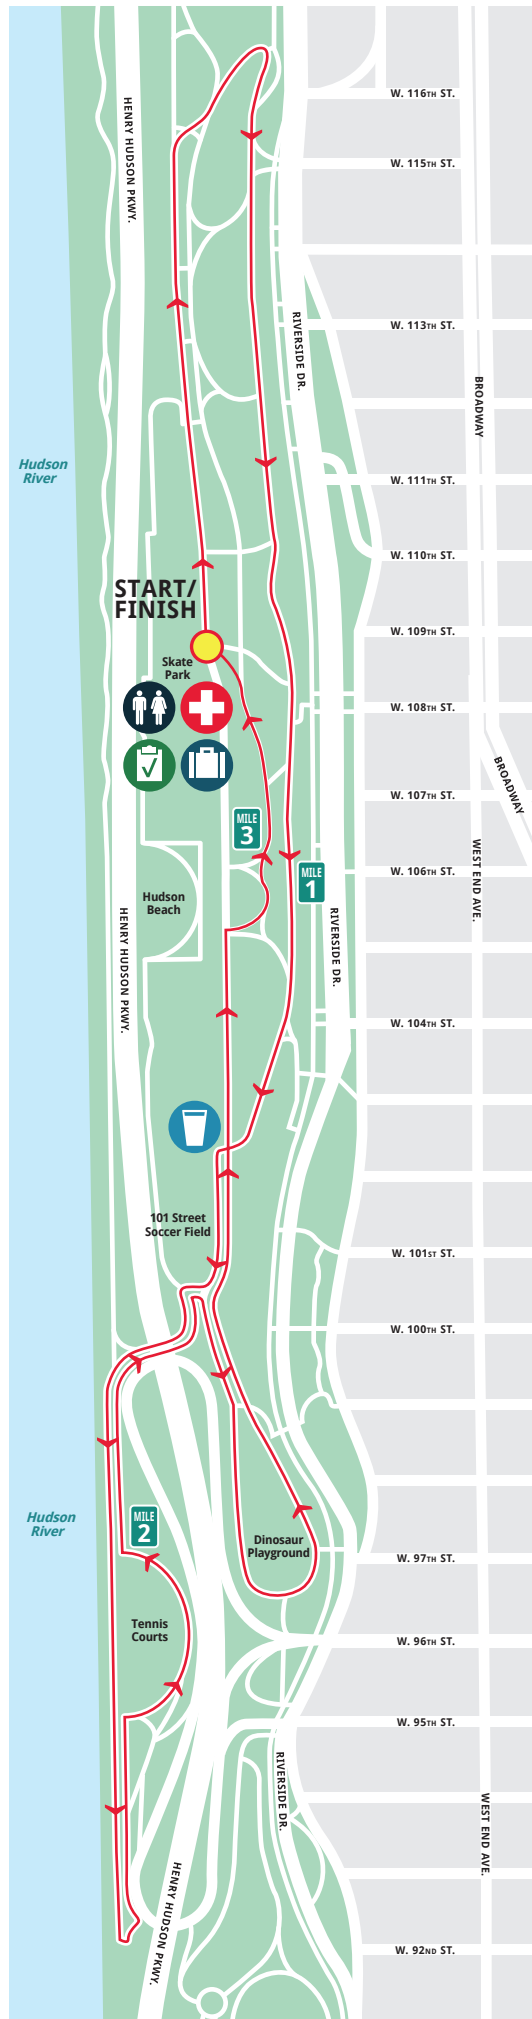 W. 116TH ST.
HENRY HUDSON PKWY.
W. 115TH ST.
RIVERSIDE DR.
W. 113TH ST.
BROADWAY
Hudson
River
W. 111TH ST.
W. 110TH ST.
START/
FINISH
W. 109TH ST.
Skate
Park
W. 108TH ST.
BROADWAY
W. 107TH ST.
MILE
3
MILE
1
W. 106TH ST.
WEST END AVE.
Hudson
Beach
HENRY HUDSON PKWY.
RIVERSIDE DR.
W. 104TH ST.
101 Street
Soccer Field
W. 101ST ST.
W. 100TH ST.
Hudson
River
MILE
2
Dinosaur
Playground
W. 97TH ST.
Tennis
Courts
W. 96TH ST.
W. 95TH ST.
RIVERSIDE DR.
WEST END AVE.
HENRY HUDSON PKWY.
W. 92ND ST.